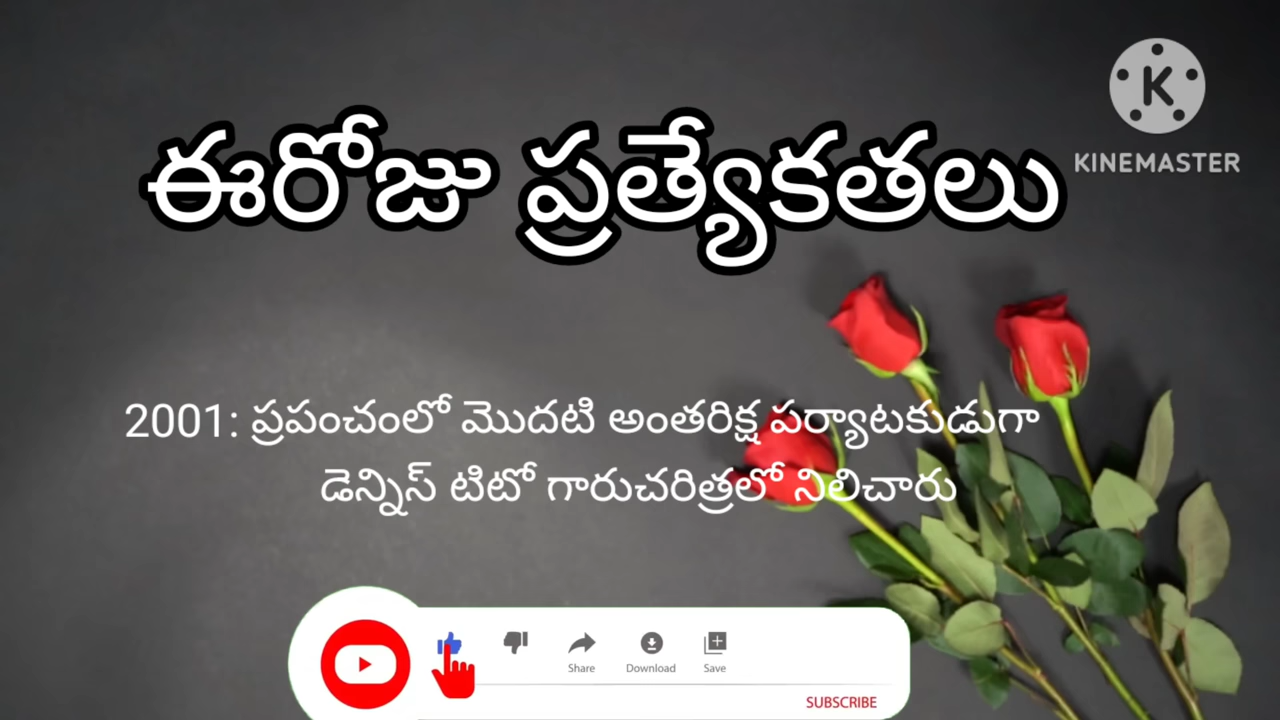 ఈరోజు ప్రత్యేకతలు
KINEMASTER
2001: ప్రపంచంలో మొదటి అంతరిక్ష పర్యాటకుడుగా
డెన్నిస్ టిటో గారుచరిత్రలో నిలిచారు
Share Download Save
SUBSCRIBE